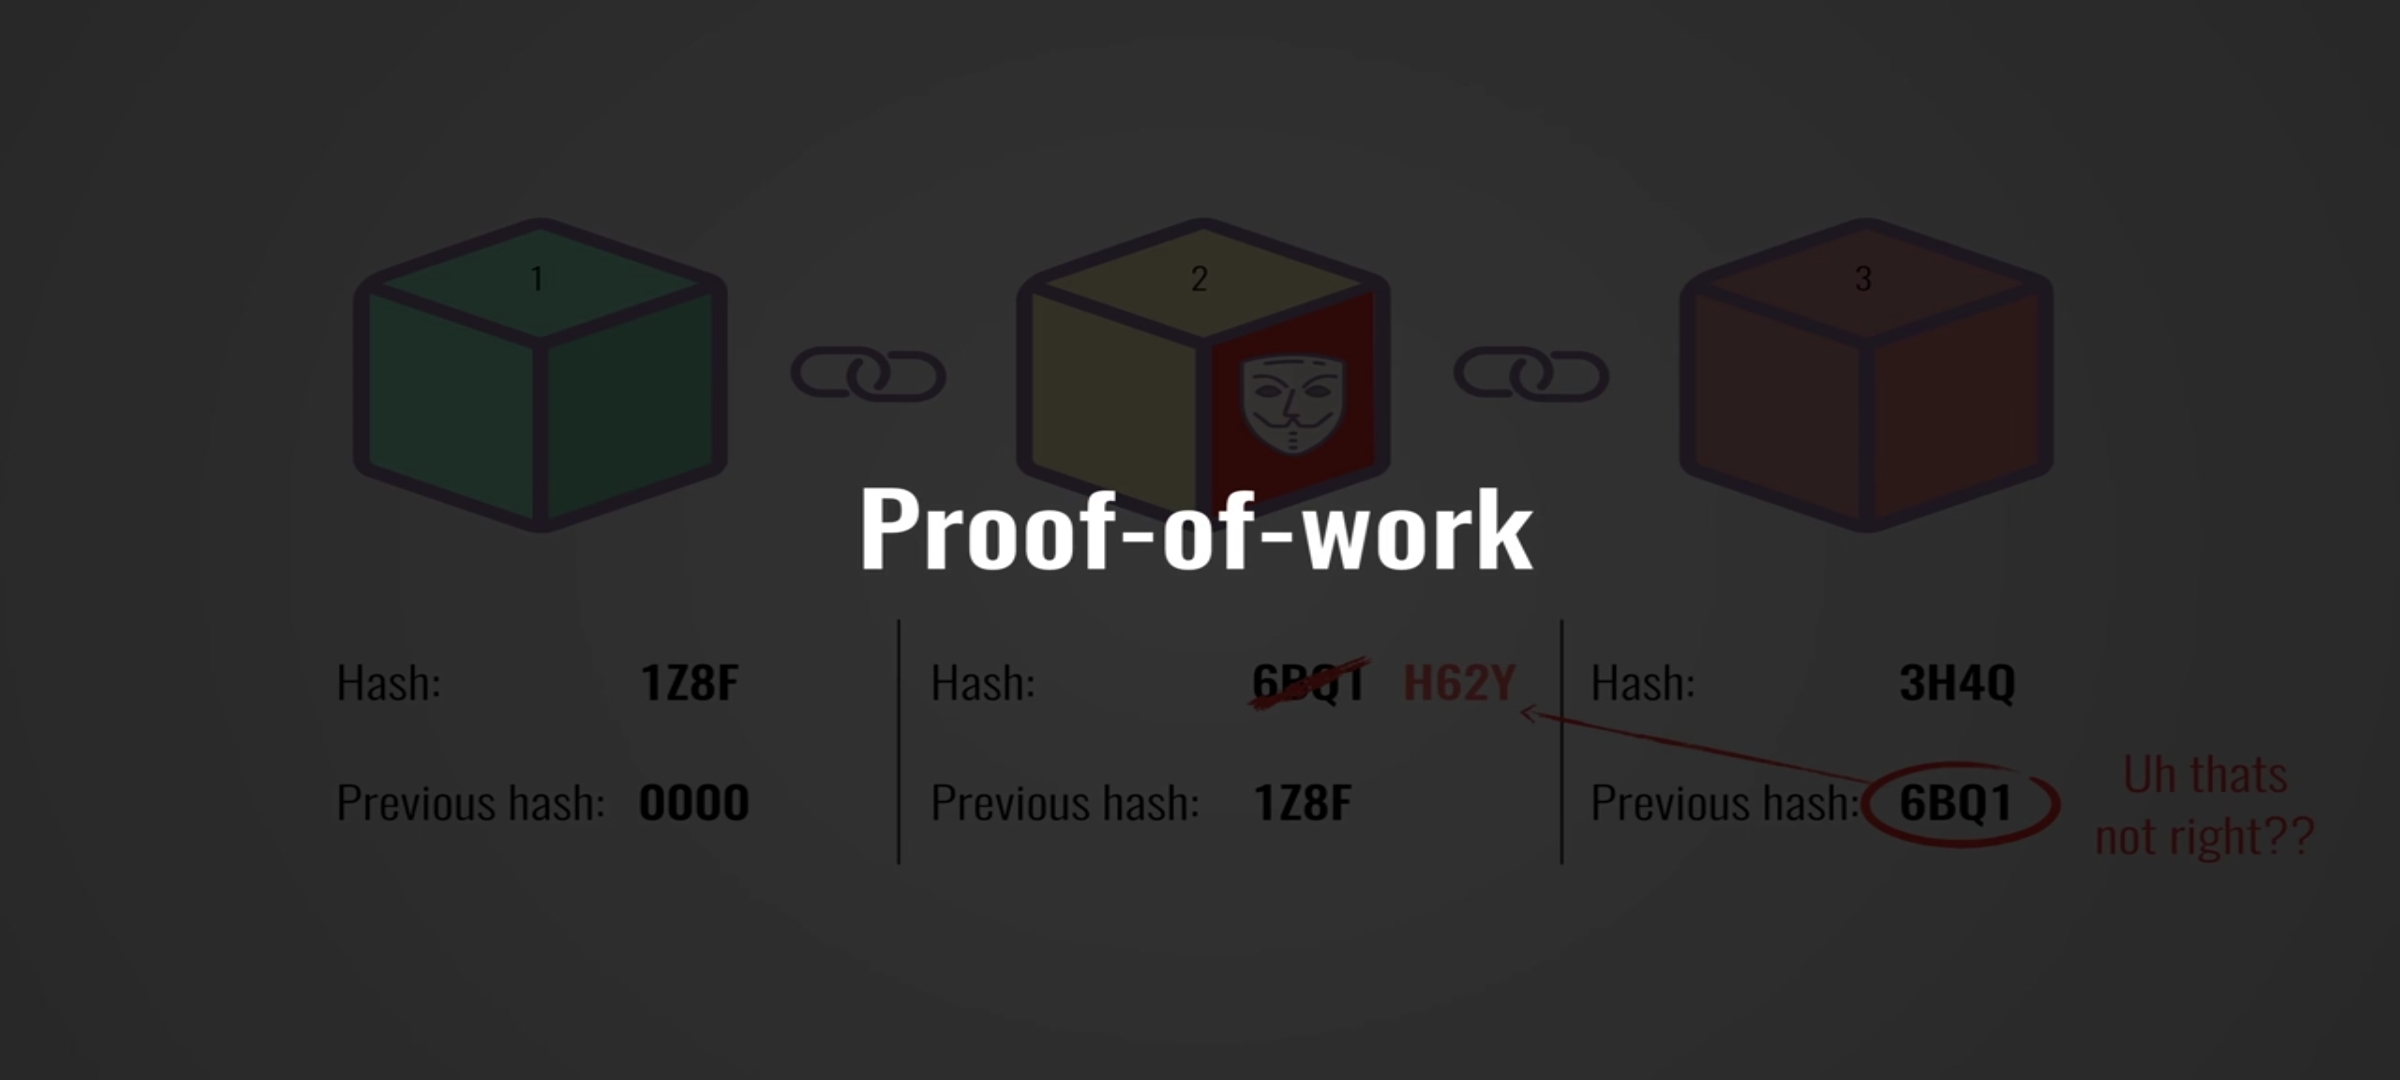 1
2
3
Proof-of-work
Hash: 1Z8F
Previous hash: 0000
Hash: 6BQ1 H62Y
Previous hash: 1Z8F
Hash: 3H4Q
Previous hash: 6BQ1
Uh thats
not right??